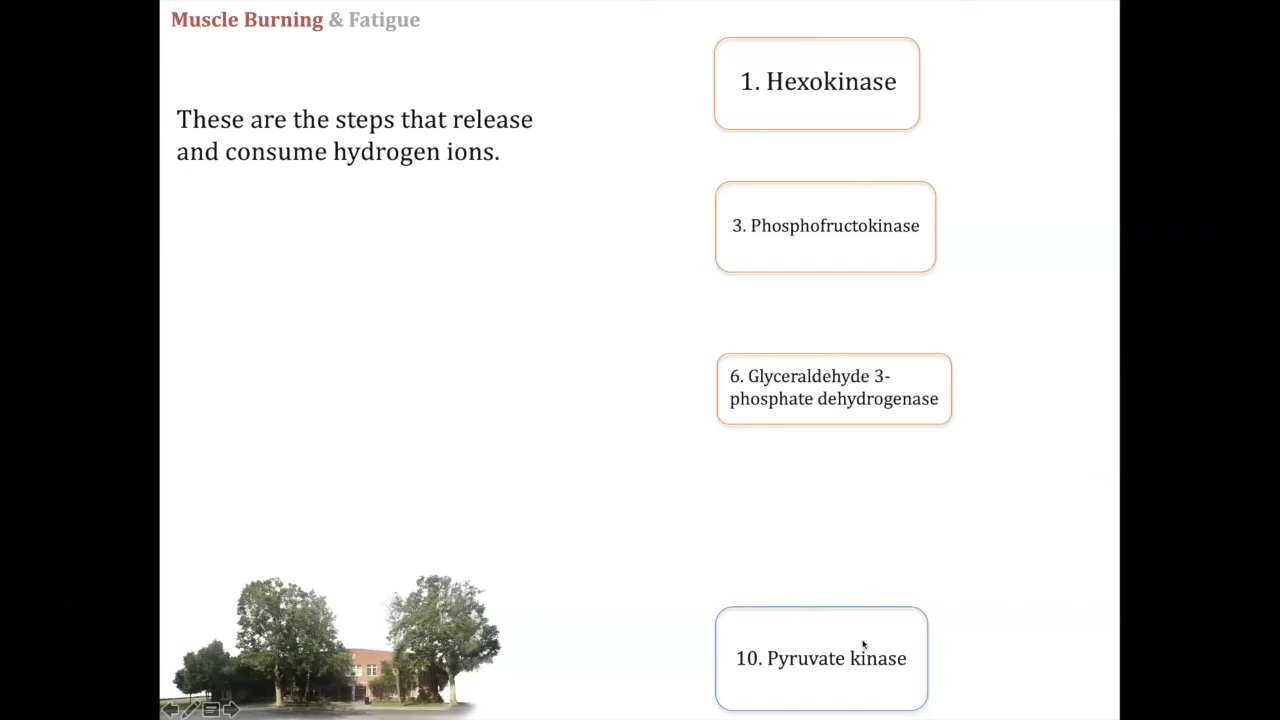 Muscle Burning & Fatigue
These are the steps that release
and consume hydrogen ions.
1. Hexokinase
3. Phosphofructokinase
6. Glyceraldehyde 3-
phosphate dehydrogenase
10. Pyruvate kinase